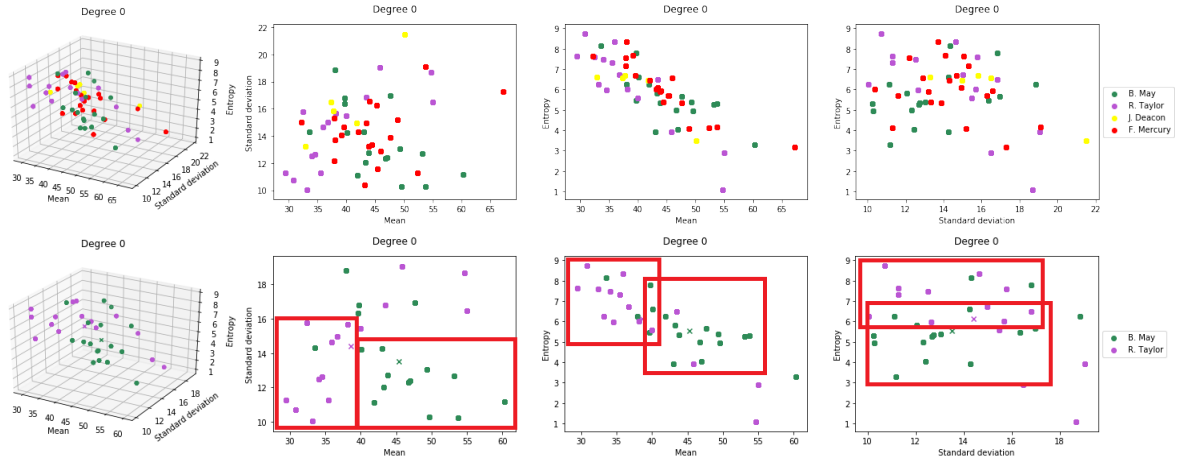 Degree 0
9
8
7
6
5
4
3
2
1
Entropy
30 35 40 45 50 55 60 65
Mean
10 12 14 16 18 20 22
Standard deviation
Degree 0
22
20
18
16
14
12
10
Standard deviation
30 35 40 45 50 55 60 65
Mean
Degree 0
9
8
7
6
5
4
3
2
1
Entropy
30 35 40 45 50 55 60 65
Mean
Degree 0
9
8
7
6
5
4
3
2
1
Entropy
10 12 14 16 18 20 22
Standard deviation
B. May
R. Taylor
J. Deacon
F. Mercury
Degree 0
9
8
7
6
5
4
3
2
1
Entropy
30 35 40 45 50 55 60
Mean
10 12 14 16 18
Standard deviation
Degree 0
18
16
14
12
10
Standard deviation
30 35 40 45 50 55 60
Mean
Degree 0
9
8
7
6
5
4
3
2
1
Entropy
30 35 40 45 50 55 60
Mean
Degree 0
9
8
7
6
5
4
3
2
1
Entropy
10 12 14 16 18
Standard deviation
B. May
R. Taylor